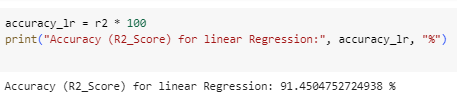 accuracy_lr = r2 * 100
print("Accuracy (R2_Score) for linear Regression:", accuracy_lr, "%")
Accuracy (R2_Score) for linear Regression: 91.4504752724938 %